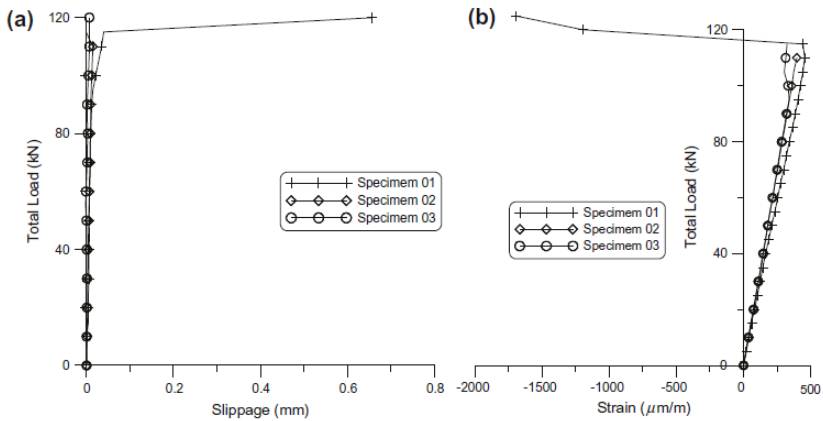 (a)
120
80
40
0
Total Load (kN)
Specimem 01
Specimem 02
Specimem 03
0
0.2
0.4
0.6
0.8
Slippage (mm)
(b)
120
80
40
0
Total Load (kN)
Specimem 01
Specimem 02
Specimem 03
-2000
-1500
-1000
-500
0
500
Strain (μm/m)